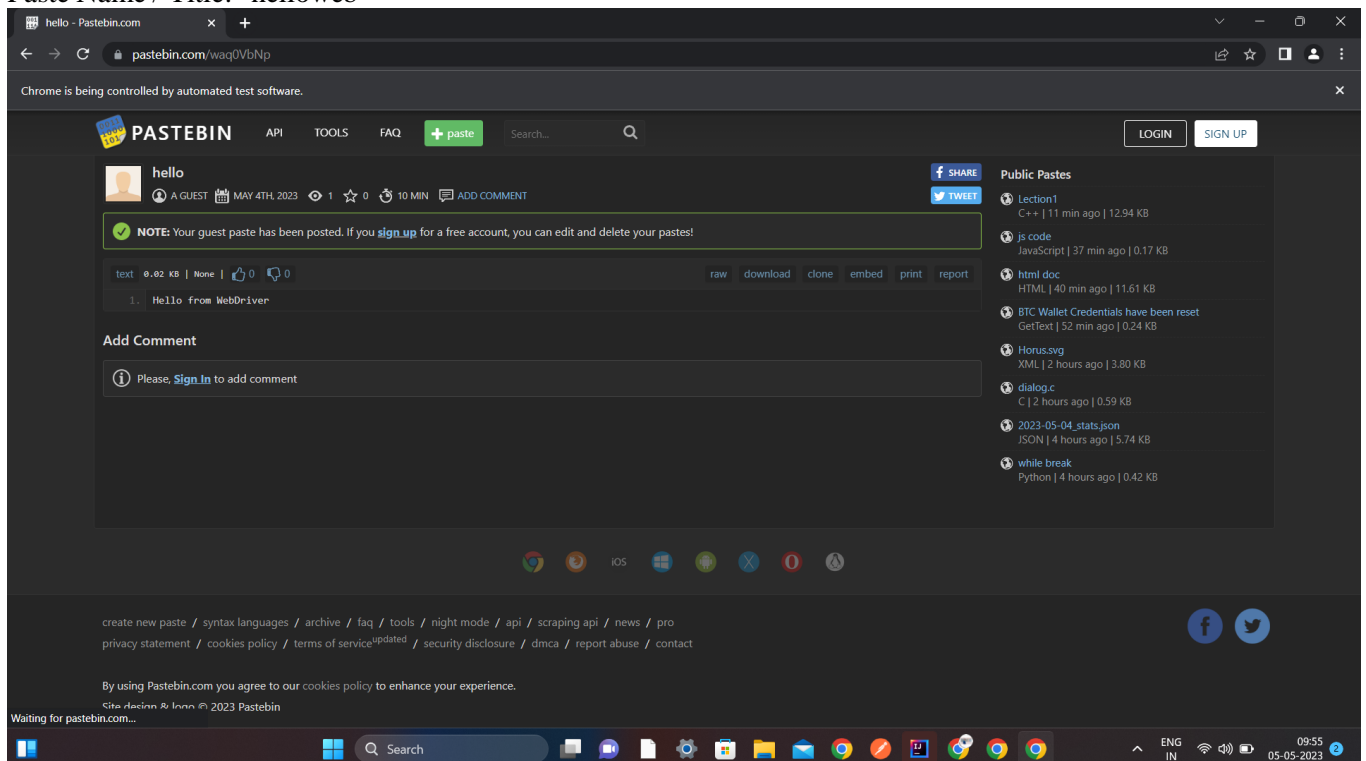 hello - Pastebin.com
pastebin.com/waq0VbNp
Chrome is being controlled by automated test software.
PASTEBIN API TOOLS FAQ + paste Search... LOGIN SIGN UP
hello
A GUEST MAY 4TH, 2023 1 0 10 MIN ADD COMMENT
f SHARE
TWEET
NOTE: Your guest paste has been posted. If you sign up for a free account, you can edit and delete your pastes!
text 0.02 KB | None | 0 0 raw download clone embed print report
1. Hello from WebDriver
Add Comment
Please, Sign In to add comment
Public Pastes
Lection1
C++ | 11 min ago | 12.94 KB
js code
JavaScript | 37 min ago | 0.17 KB
html doc
HTML | 40 min ago | 11.61 KB
BTC Wallet Credentials have been reset
GetText | 52 min ago | 0.24 KB
Horus.svg
XML | 2 hours ago | 3.80 KB
dialog.c
C | 2 hours ago | 0.59 KB
2023-05-04_stats.json
JSON | 4 hours ago | 5.74 KB
while break
Python | 4 hours ago | 0.42 KB
iOS
create new paste / syntax languages / archive / faq / tools / night mode / api / scraping api / news / pro
privacy statement / cookies policy / terms of service updated / security disclosure / dmca / report abuse / contact
By using Pastebin.com you agree to our cookies policy to enhance your experience.
Site design & logo © 2023 Pastebin
Waiting for pastebin.com...
Search
ENG
IN
09:55
05-05-2023
2